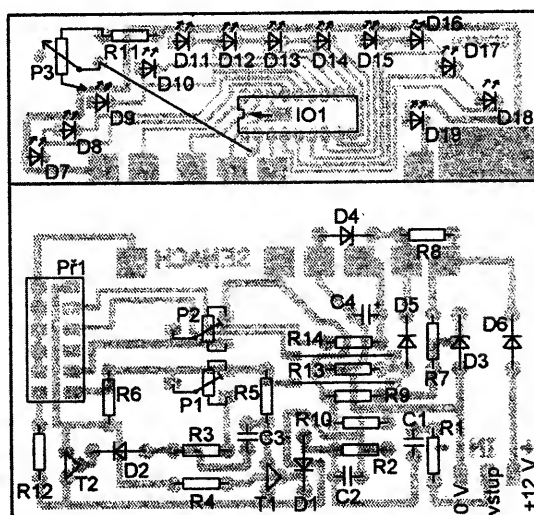 D16
R11
D11 D12 D13 D14 D15
D17
P3
D10
D9
IO1
D18
D8
D19
D7
D4
R8
SEHNACH
Př1
P2
C4
D5
D6
R14
R7
D3
R13
R6
P1
R5
R9
R10
C1
R1
R3
C3
R12
T2
D2
R2
R4
T1
D1
C2
0 V
vstup
+12 V